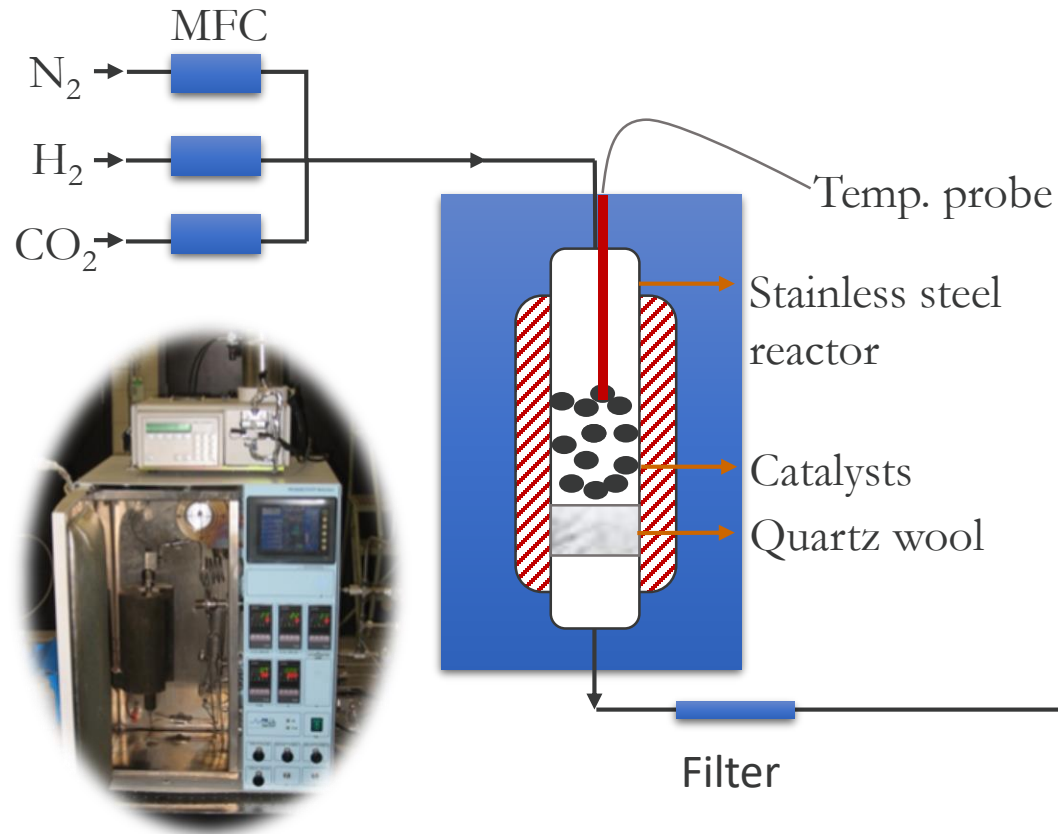 MFC
N₂
H₂
CO₂
Temp. probe
Stainless steel
reactor
Catalysts
Quartz wool
Filter